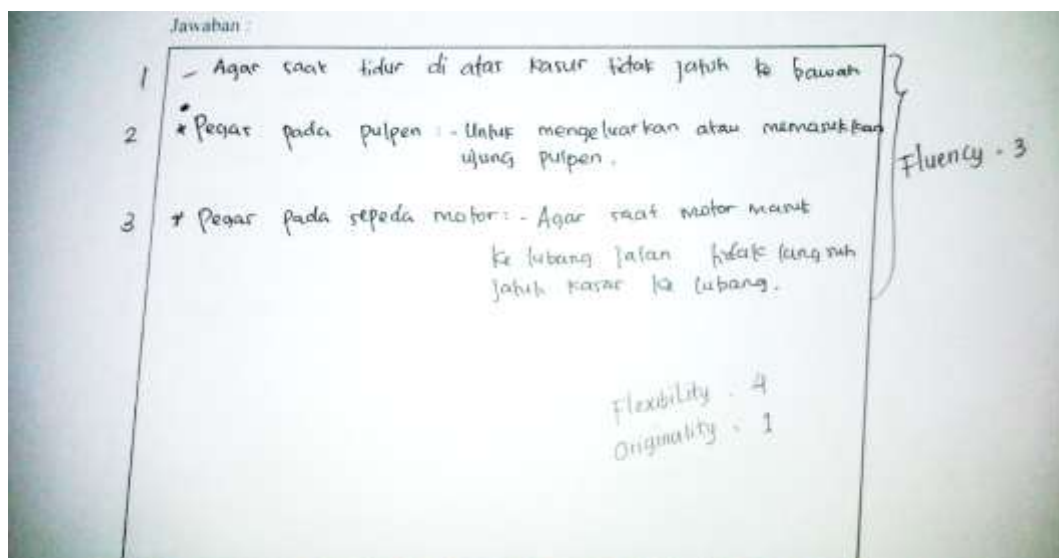 Jawaban :
1 - Agar saat tidur di atas kasur tidak jatuh ke bawah
2 * Pegas pada pulpen : - Untuk mengeluarkan atau memasukkan
ujung pulpen.
Fluency . 3
3 * Pegas pada sepeda motor : - Agar saat motor masuk
ke lubang jalan tidak langsung
jatuh kasar ke lubang.
Flexibility . 4
Originality . 1